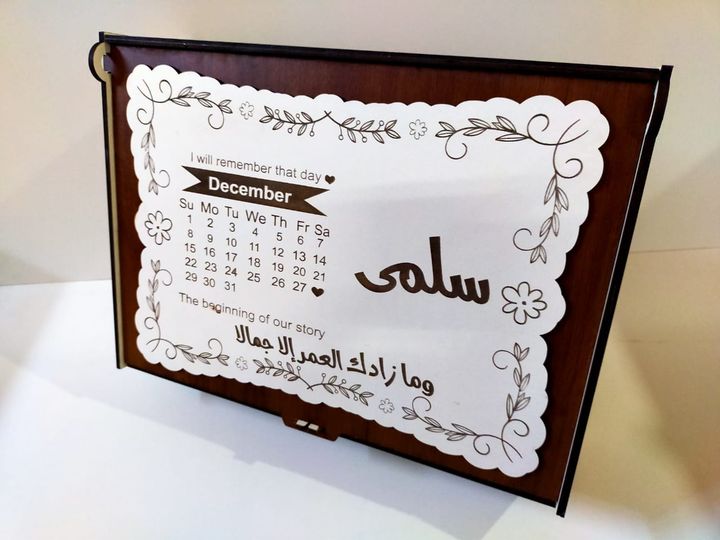 I will remember that day
December
Su Mo Tu We Th Fr Sa
1 2 3 4 5 6 7
8 9 10 11 12 13 14
15 16 17 18 19 20 21
22 23 24 25 26 27
29 30 31
The beginning of our story
سلمى
وما زادك العمر إلا جمالا